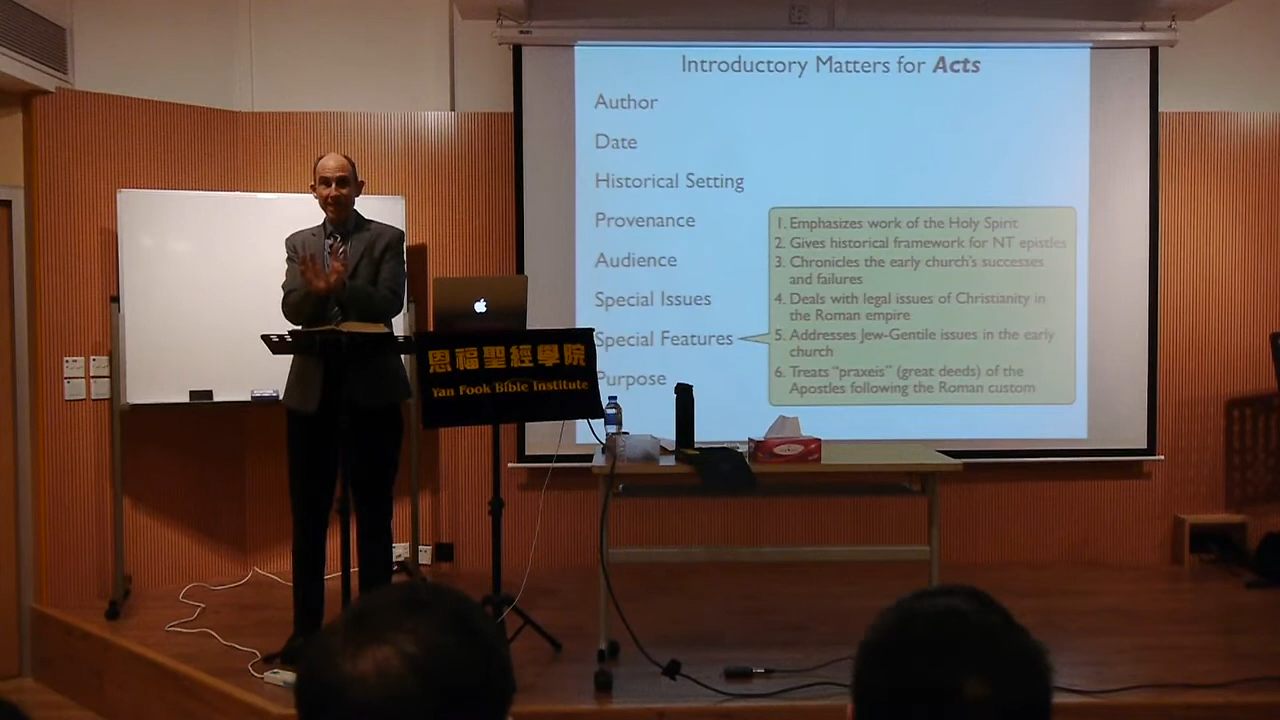 Introductory Matters for Acts
Author
Date
Historical Setting
Provenance
Audience
Special Issues
Special Features
Purpose
1. Emphasizes work of the Holy Spirit
2. Gives historical framework for NT epistles
3. Chronicles the early church's successes
and failures
4. Deals with legal issues of Christianity in
the Roman empire
5. Addresses Jew-Gentile issues in the early
church
6. Treats "praxeis" (great deeds) of the
Apostles following the Roman custom
恩福聖經學院
Yan Fook Bible Institute